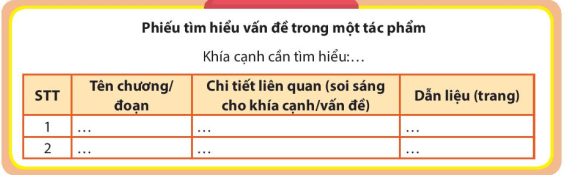 Phiếu tìm hiểu vấn đề trong một tác phẩm
Khía cạnh cần tìm hiểu:…
STT
Tên chương/
đoạn
Chi tiết liên quan (soi sáng
cho khía cạnh/vấn đề)
Dẫn liệu (trang)
1 … … …
2 … … …